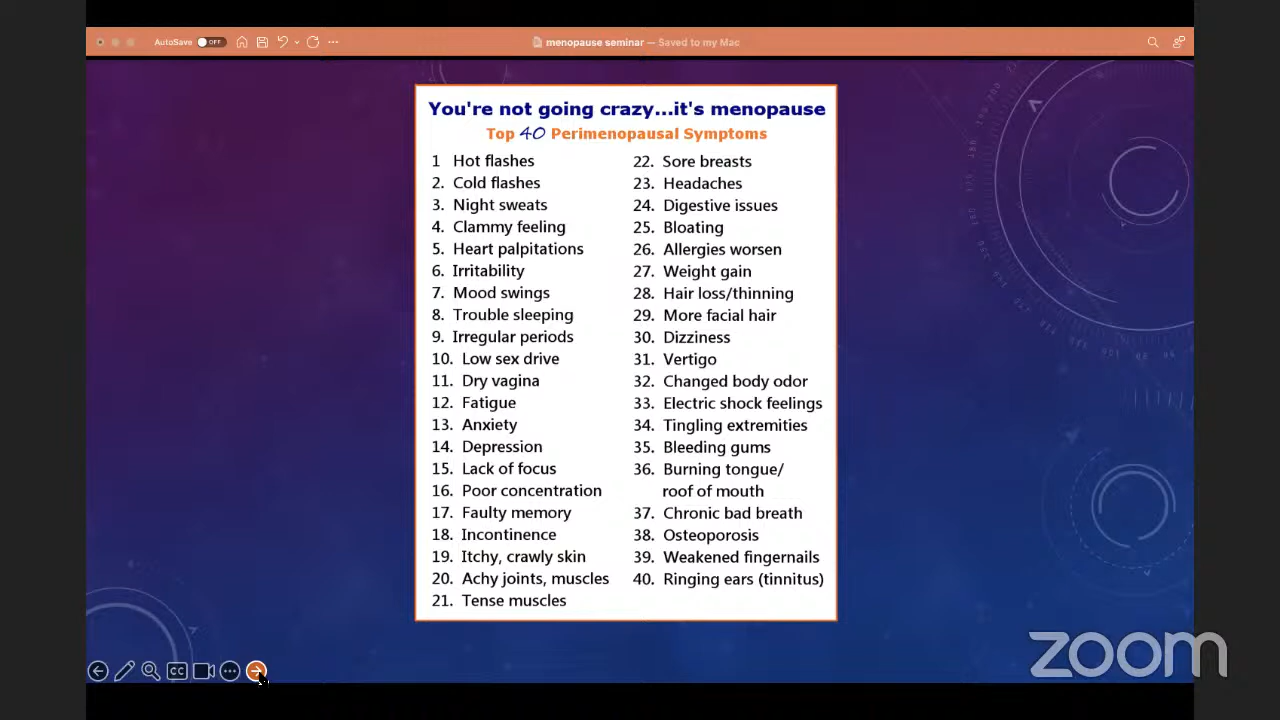 AutoSave OFF
menopause seminar — Saved to my Mac
You're not going crazy...it's menopause
Top 40 Perimenopausal Symptoms
1 Hot flashes
2. Cold flashes
3. Night sweats
4. Clammy feeling
5. Heart palpitations
6. Irritability
7. Mood swings
8. Trouble sleeping
9. Irregular periods
10. Low sex drive
11. Dry vagina
12. Fatigue
13. Anxiety
14. Depression
15. Lack of focus
16. Poor concentration
17. Faulty memory
18. Incontinence
19. Itchy, crawly skin
20. Achy joints, muscles
21. Tense muscles
22. Sore breasts
23. Headaches
24. Digestive issues
25. Bloating
26. Allergies worsen
27. Weight gain
28. Hair loss/thinning
29. More facial hair
30. Dizziness
31. Vertigo
32. Changed body odor
33. Electric shock feelings
34. Tingling extremities
35. Bleeding gums
36. Burning tongue/
roof of mouth
37. Chronic bad breath
38. Osteoporosis
39. Weakened fingernails
40. Ringing ears (tinnitus)
CC
zoom